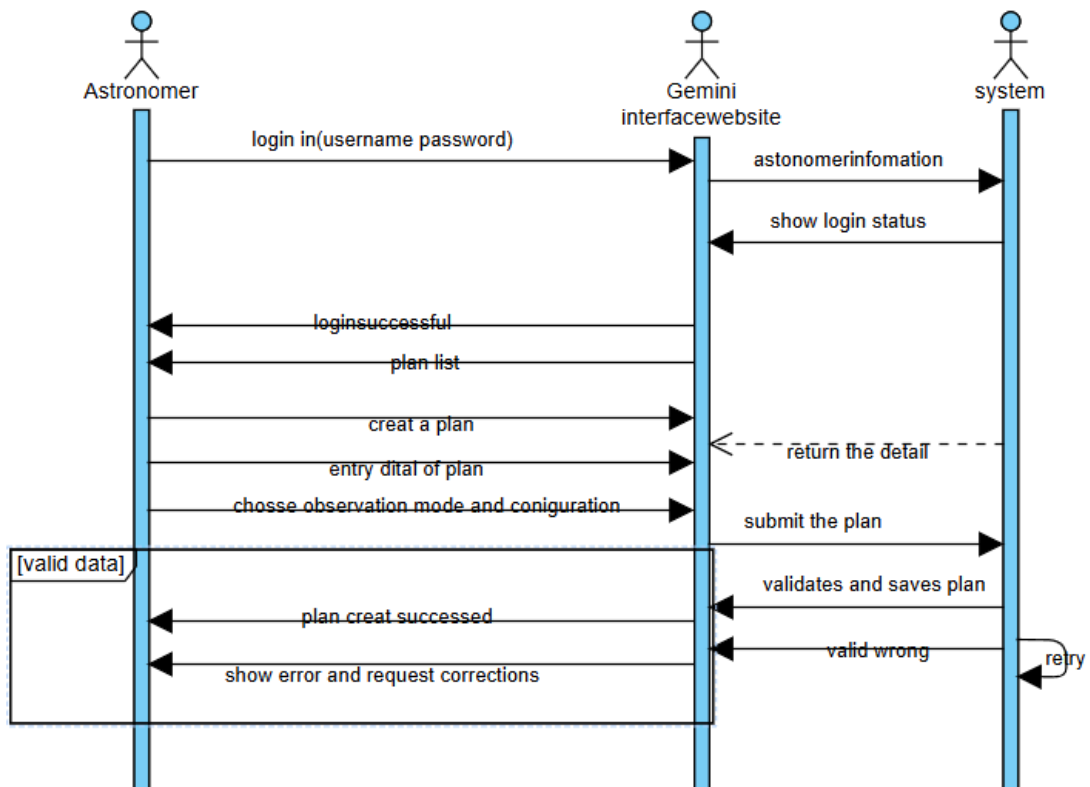 Astronomer
Gemini
interfacewebsite
system
login in(username password)
astonomerinfomation
show login status
loginsuccessful
plan list
creat a plan
return the detail
entry dital of plan
chosse observation mode and coniguration
submit the plan
[valid data]
validates and saves plan
plan creat successed
valid wrong
retry
show error and request corrections